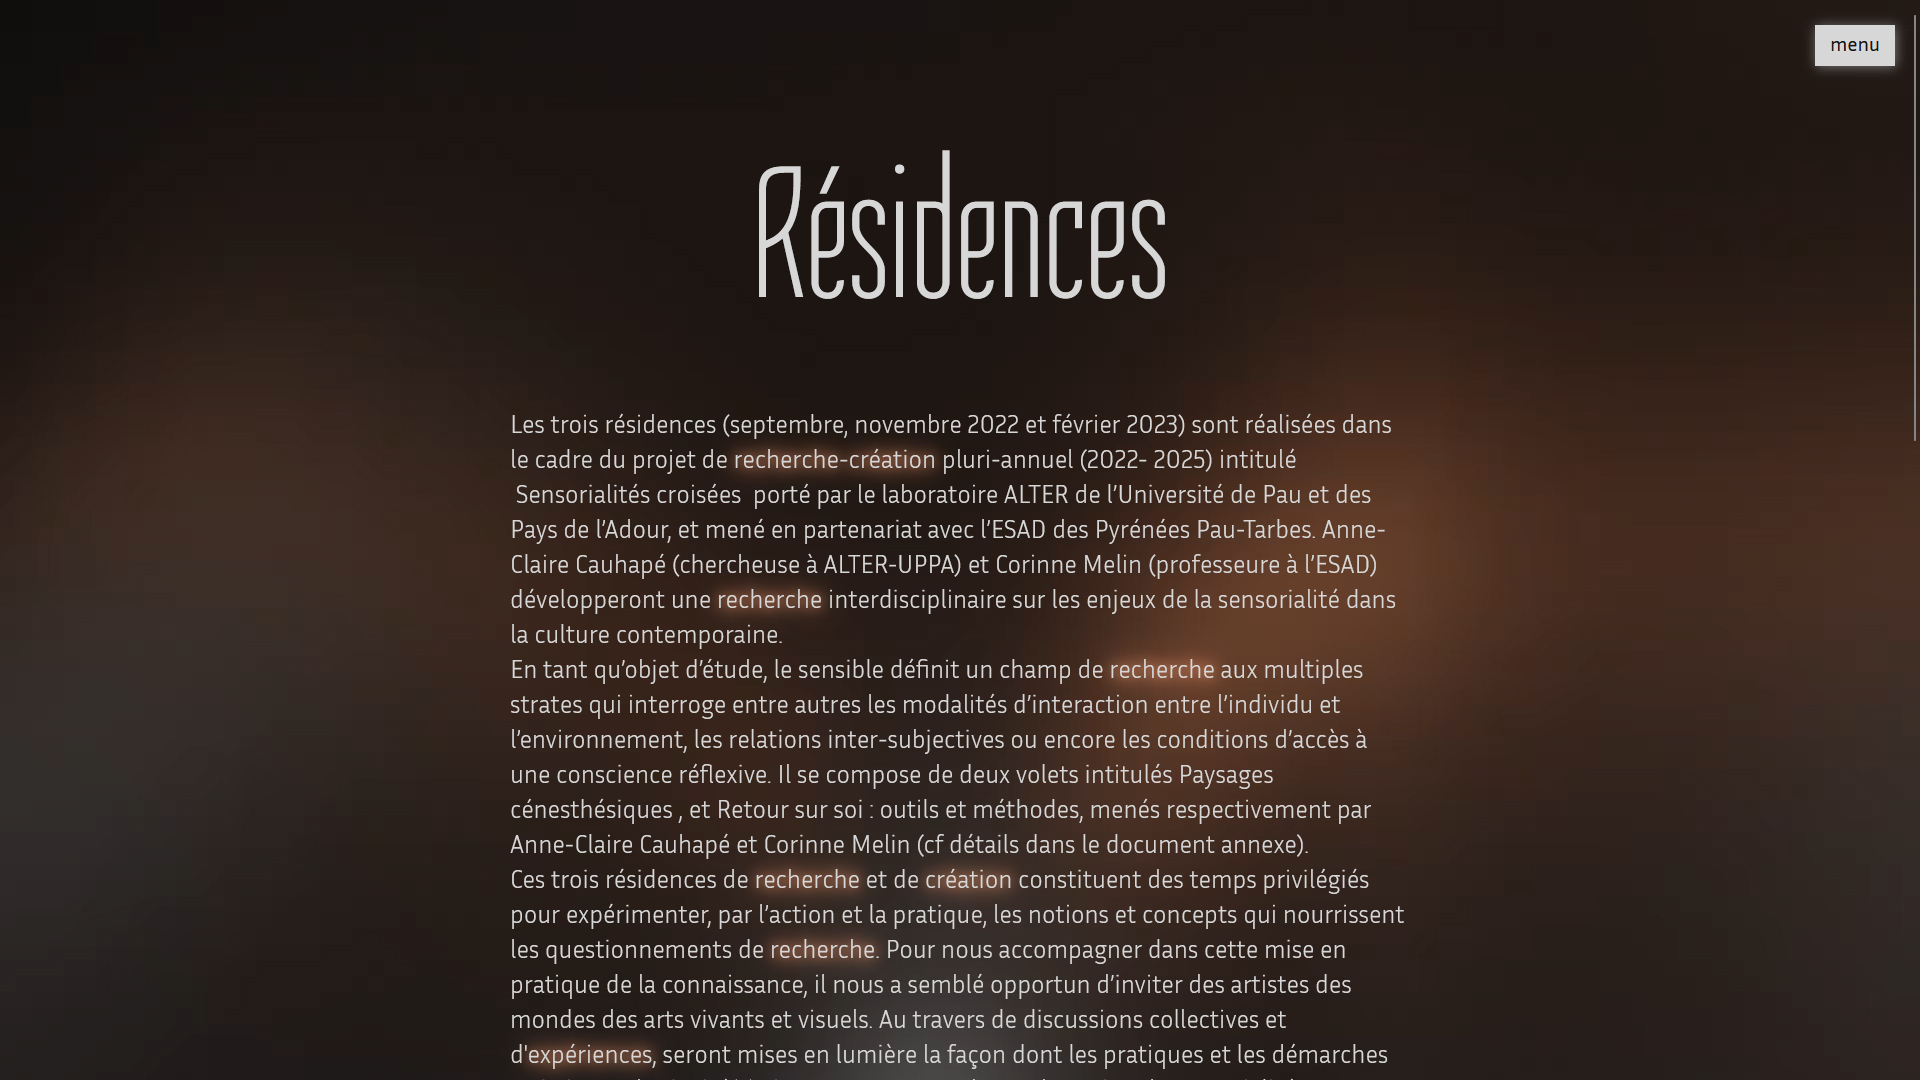 menu
Résidences
Les trois résidences (septembre, novembre 2022 et février 2023) sont réalisées dans
le cadre du projet de recherche-création pluri-annuel (2022- 2025) intitulé
Sensorialités croisées  porté par le laboratoire ALTER de l’Université de Pau et des
Pays de l’Adour, et mené en partenariat avec l’ESAD des Pyrénées Pau-Tarbes. Anne-
Claire Cauhapé (chercheuse à ALTER-UPPA) et Corinne Melin (professeure à l’ESAD)
développeront une recherche interdisciplinaire sur les enjeux de la sensorialité dans
la culture contemporaine.
En tant qu’objet d’étude, le sensible définit un champ de recherche aux multiples
strates qui interroge entre autres les modalités d’interaction entre l’individu et
l’environnement, les relations inter-subjectives ou encore les conditions d’accès à
une conscience réflexive. Il se compose de deux volets intitulés Paysages
cénesthésiques , et Retour sur soi : outils et méthodes, menés respectivement par
Anne-Claire Cauhapé et Corinne Melin (cf détails dans le document annexe).
Ces trois résidences de recherche et de création constituent des temps privilégiés
pour expérimenter, par l’action et la pratique, les notions et concepts qui nourrissent
les questionnements de recherche. Pour nous accompagner dans cette mise en
pratique de la connaissance, il nous a semblé opportun d’inviter des artistes des
mondes des arts vivants et visuels. Au travers de discussions collectives et
d'expériences, seront mises en lumière la façon dont les pratiques et les démarches